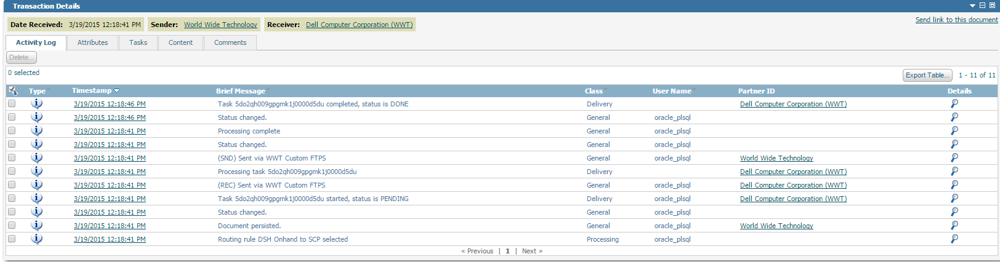 Transaction Details
Date Received: 3/19/2015 12:18:41 PM Sender: World Wide Technology Receiver: Dell Computer Corporation (WWT) Send link to this document
Activity Log Attributes Tasks Content Comments
Delete...
0 selected Export Table... 1 - 11 of 11
Type Timestamp Brief Message Class User Name Partner ID Details
3/19/2015 12:18:46 PM Task 5do2qh009gpgmk1j0000d5du completed, status is DONE Delivery Dell Computer Corporation (WWT)
3/19/2015 12:18:46 PM Status changed. General oracle_plsql
3/19/2015 12:18:41 PM Processing complete General oracle_plsql
3/19/2015 12:18:41 PM Status changed. General oracle_plsql
3/19/2015 12:18:41 PM (SND) Sent via WWT Custom FTPS General oracle_plsql World Wide Technology
3/19/2015 12:18:41 PM Processing task 5do2qh009gpgmk1j0000d5du Delivery Dell Computer Corporation (WWT)
3/19/2015 12:18:41 PM (REC) Sent via WWT Custom FTPS General oracle_plsql Dell Computer Corporation (WWT)
3/19/2015 12:18:41 PM Task 5do2qh009gpgmk1j0000d5du started, status is PENDING Delivery oracle_plsql Dell Computer Corporation (WWT)
3/19/2015 12:18:41 PM Status changed. General oracle_plsql
3/19/2015 12:18:41 PM Document persisted. General oracle_plsql World Wide Technology
3/19/2015 12:18:41 PM Routing rule DSH Onhand to SCP selected Processing oracle_plsql
« Previous | 1 | Next »